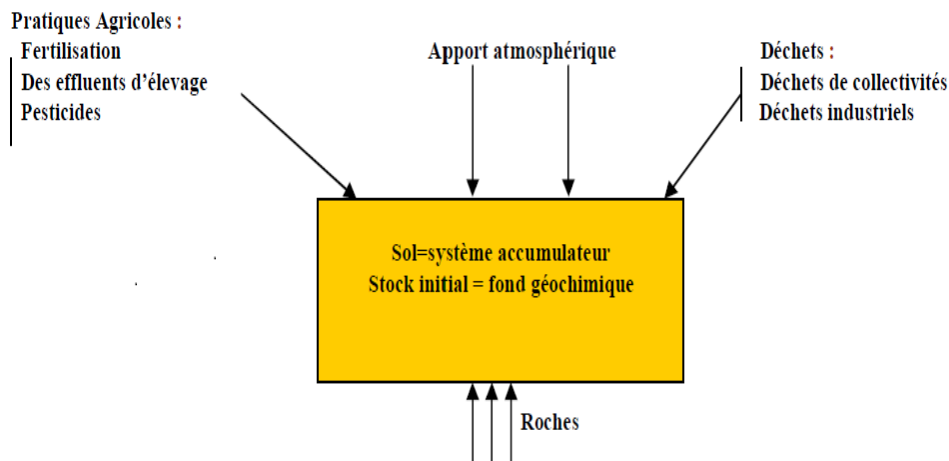 Pratiques Agricoles :
Fertilisation
Des effluents d’élevage
Pesticides
Apport atmosphérique
Déchets :
Déchets de collectivités
Déchets industriels
Sol=système accumulateur
Stock initial = fond géochimique
Roches